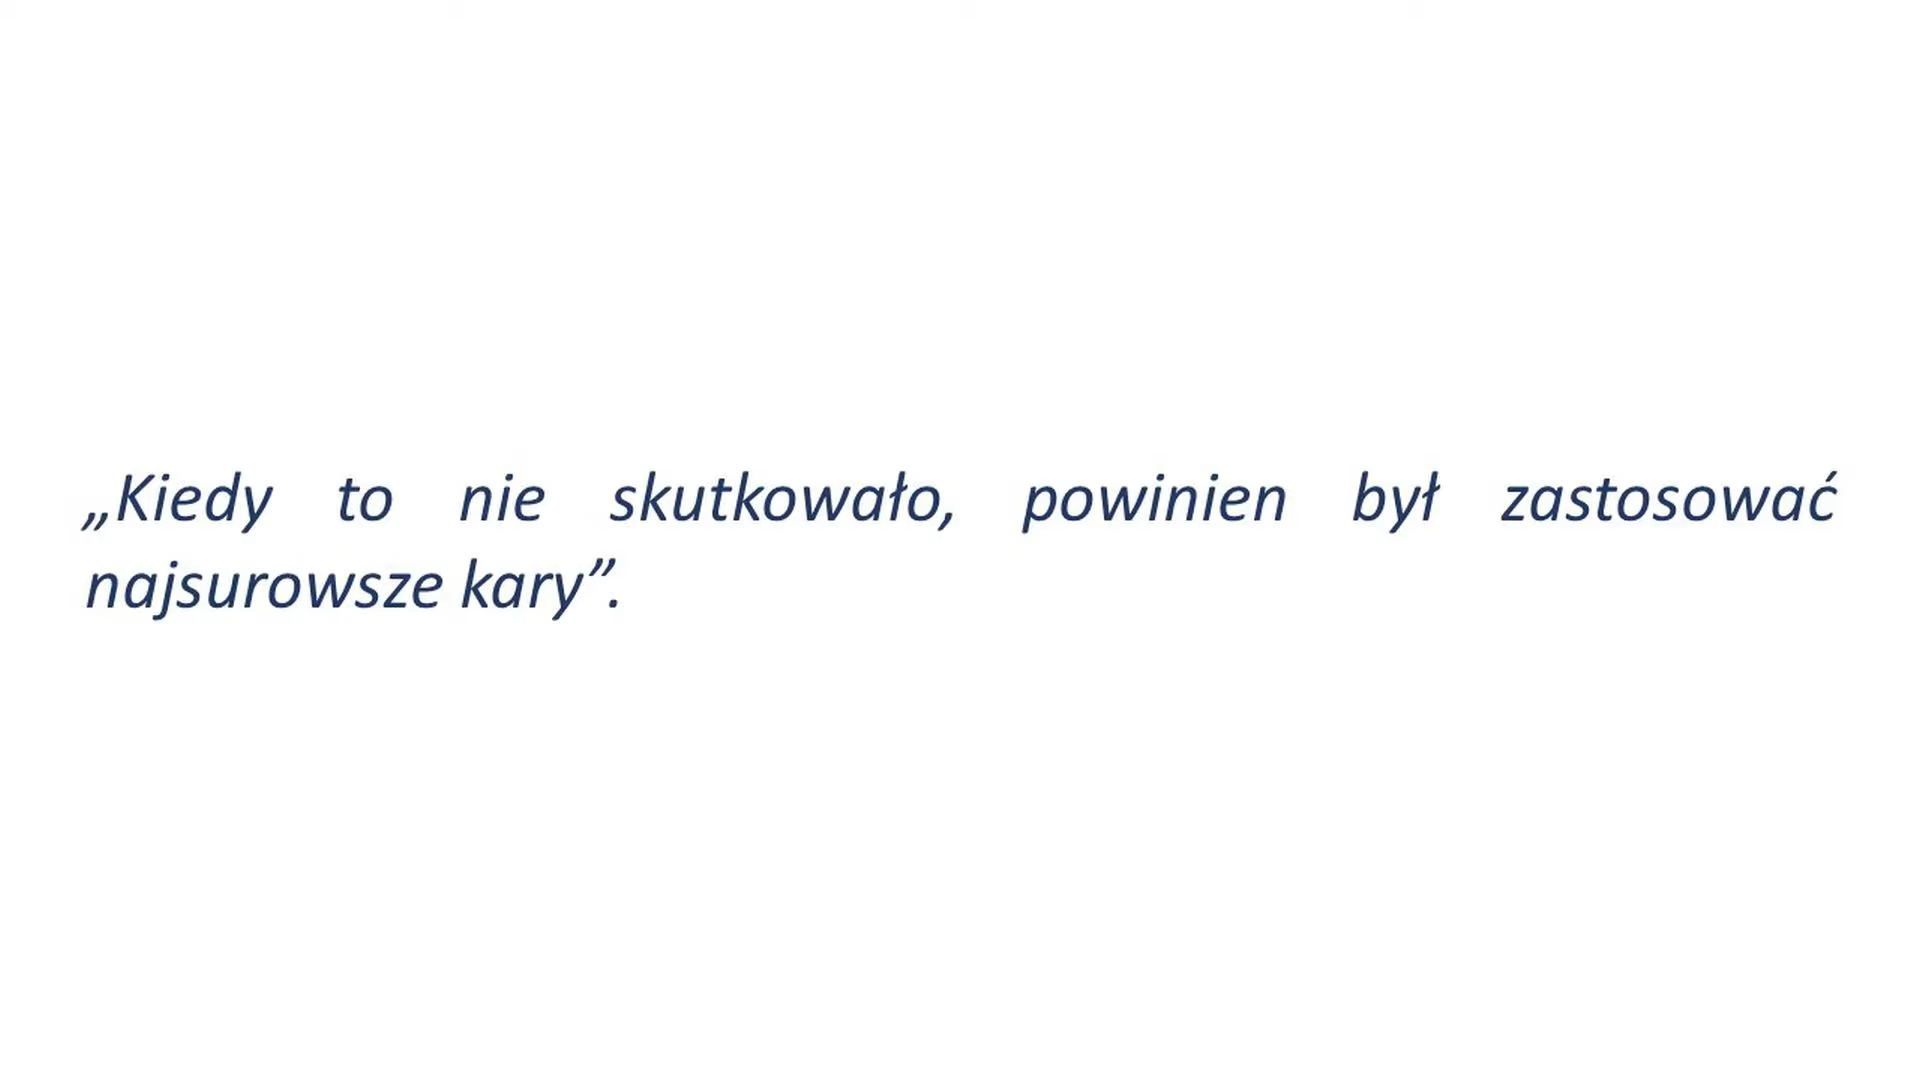 „Kiedy to nie skutkowało, powinien był zastosować
najsurowsze kary”.